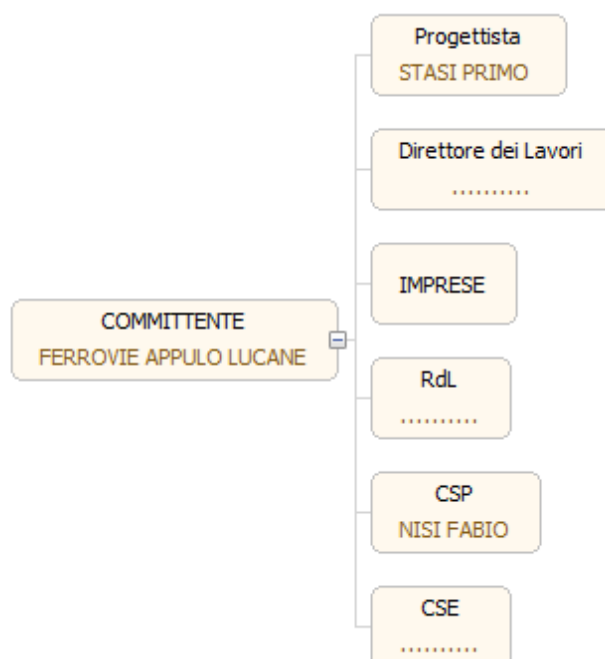 Progettista
STASI PRIMO
Direttore dei Lavori
..........
IMPRESE
COMMITTENTE
FERROVIE APPULO LUCANE
RdL
..........
CSP
NISI FABIO
CSE
..........